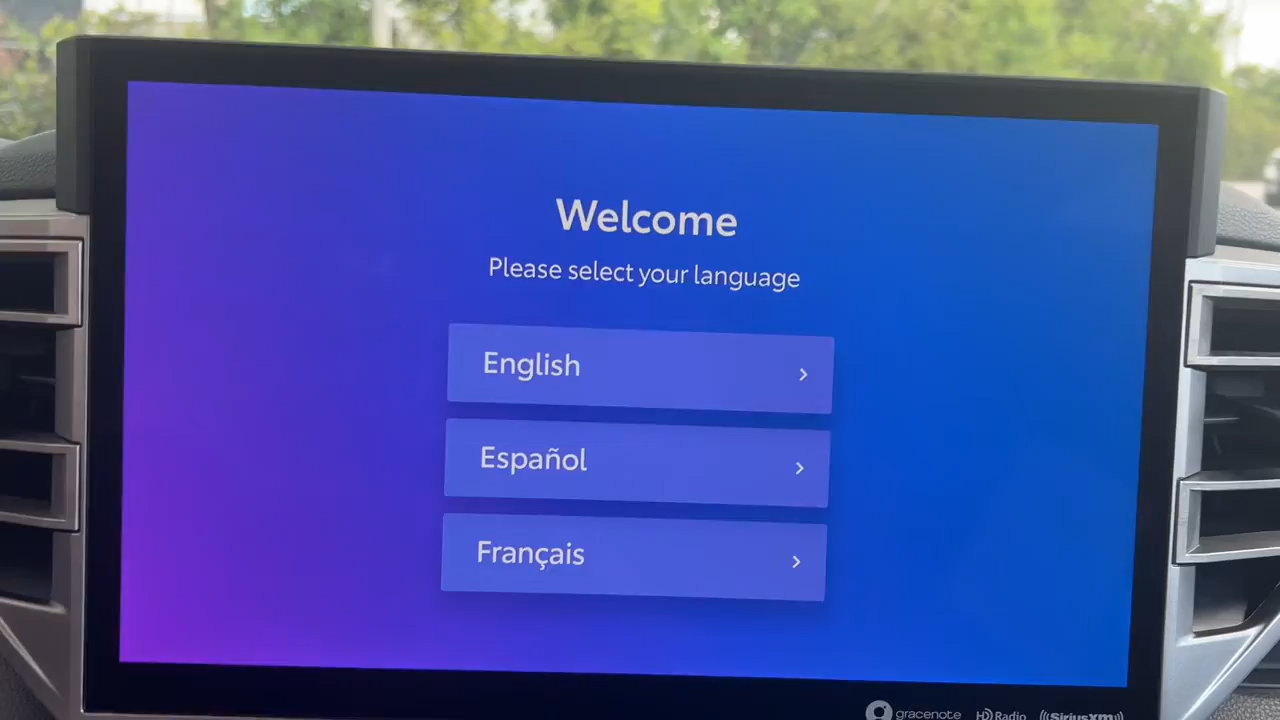 Welcome
Please select your language
English
Español
Français
gracenote HD Radio SiriusXM